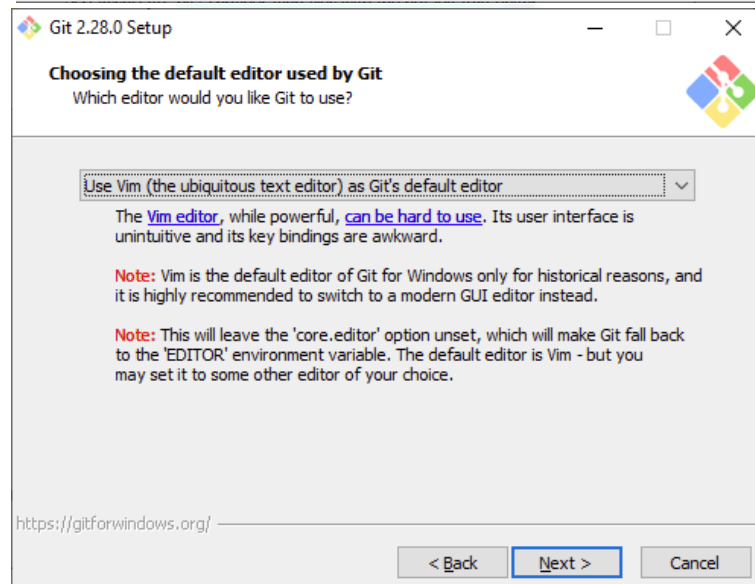 Git 2.28.0 Setup
Choosing the default editor used by Git
Which editor would you like Git to use?
Use Vim (the ubiquitous text editor) as Git's default editor
The Vim editor, while powerful, can be hard to use. Its user interface is
unintuitive and its key bindings are awkward.
Note: Vim is the default editor of Git for Windows only for historical reasons, and
it is highly recommended to switch to a modern GUI editor instead.
Note: This will leave the 'core.editor' option unset, which will make Git fall back
to the 'EDITOR' environment variable. The default editor is Vim - but you
may set it to some other editor of your choice.
https://gitforwindows.org/
< Back
Next >
Cancel